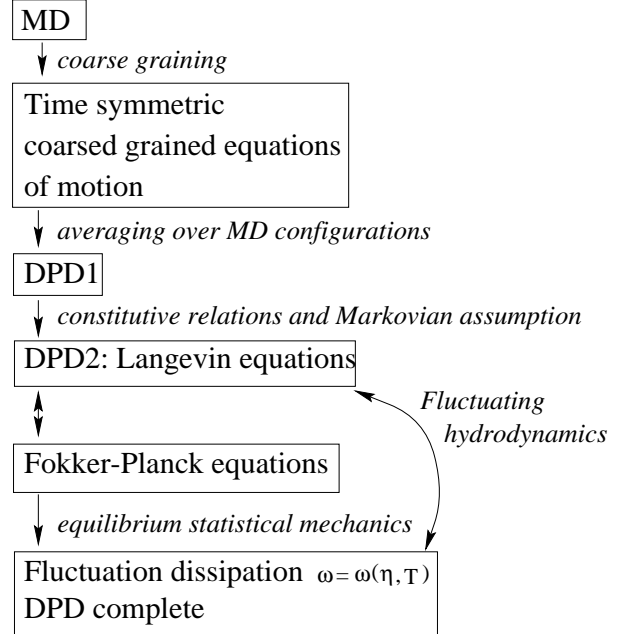 MD
coarse graining
Time symmetric
coarsed grained equations
of motion
averaging over MD configurations
DPD1
constitutive relations and Markovian assumption
DPD2: Langevin equations
Fluctuating
hydrodynamics
Fokker-Planck equations
equilibrium statistical mechanics
Fluctuation dissipation ω = ω(η,T)
DPD complete